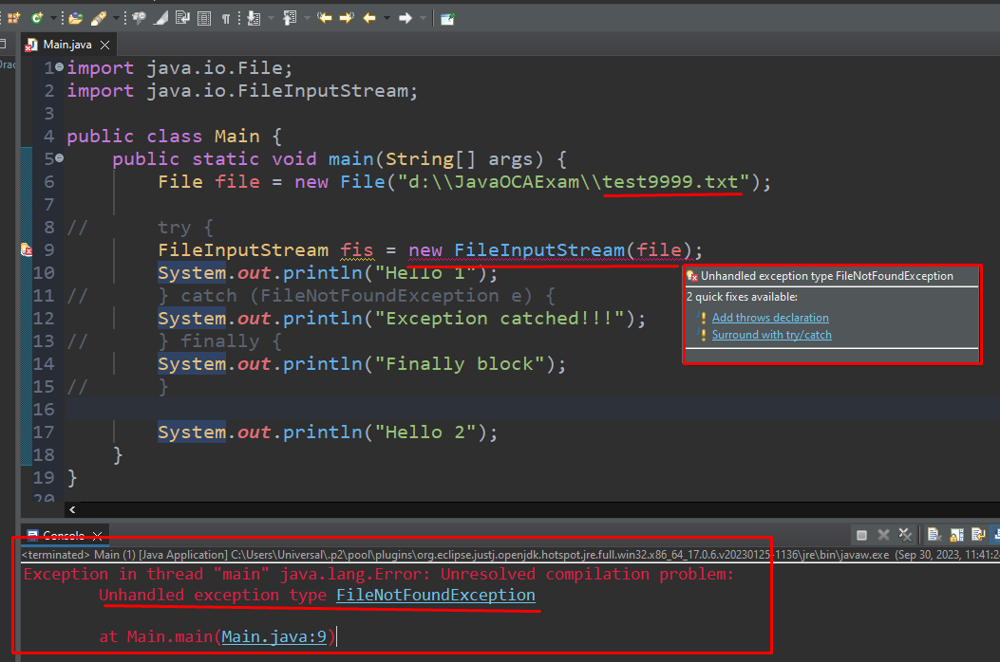 Main.java
Orac
1 import java.io.File;
2 import java.io.FileInputStream;
3
4 public class Main {
5 public static void main(String[] args) {
6 File file = new File("d:\\JavaOCAExam\\test9999.txt");
7
8 // try {
9 FileInputStream fis = new FileInputStream(file);
10 System.out.println("Hello 1");
11 // } catch (FileNotFoundException e) {
12 System.out.println("Exception catched!!!");
13 // } finally {
14 System.out.println("Finally block");
15 // }
16
17 System.out.println("Hello 2");
18 }
19 }
20
Unhandled exception type FileNotFoundException
2 quick fixes available:
Add throws declaration
Surround with try/catch
Console
<terminated> Main (1) [Java Application] C:\Users\Universal\.p2\pool\plugins\org.eclipse.justj.openjdk.hotspot.jre.full.win32.x86_64_17.0.6.v20230125-1136\jre\bin\javaw.exe (Sep 30, 2023, 11:41:2
Exception in thread "main" java.lang.Error: Unresolved compilation problem:
Unhandled exception type FileNotFoundException
at Main.main(Main.java:9)